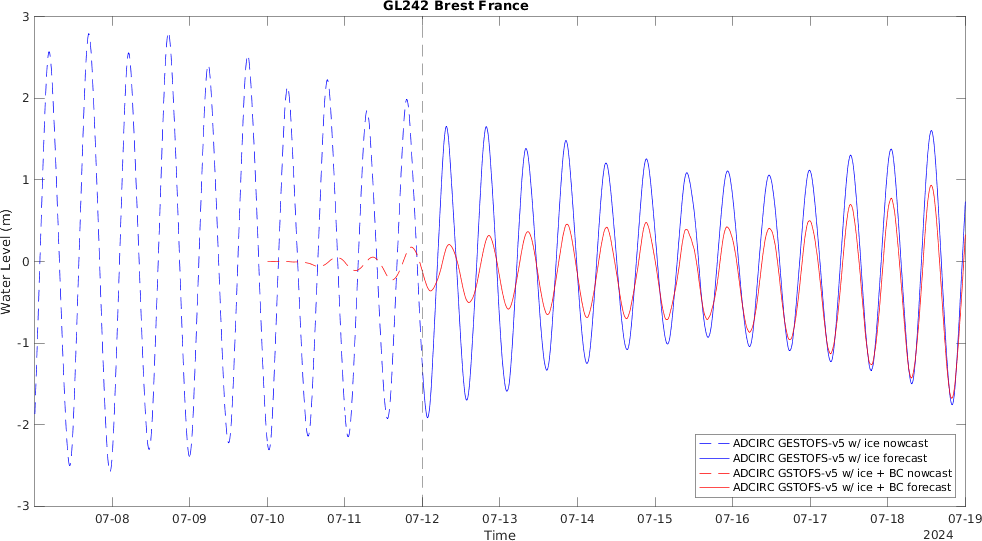 GL242 Brest France
3
2
1
0
-1
-2
-3
Water Level (m)
07-08 07-09 07-10 07-11 07-12 07-13 07-14 07-15 07-16 07-17 07-18 07-19
Time
2024
ADCIRC GESTOFS-v5 w/ ice nowcast
ADCIRC GESTOFS-v5 w/ ice forecast
ADCIRC GSTOFS-v5 w/ ice + BC nowcast
ADCIRC GSTOFS-v5 w/ ice + BC forecast